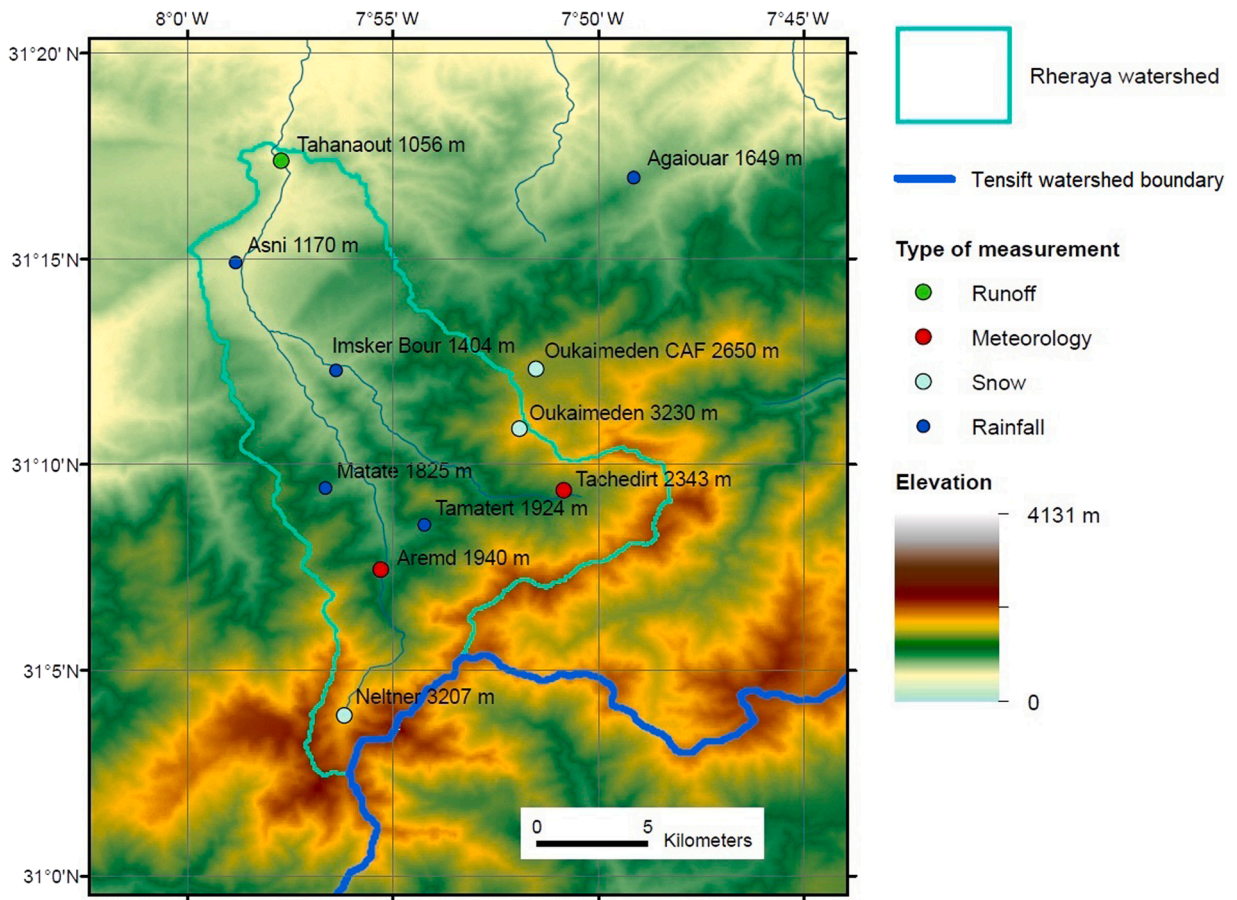 8°0' W
7°55' W
7°50' W
7°45' W
31°20' N
31°15' N
31°10' N
31°5' N
31°0' N
Tahanaout 1056 m
Agaiouar 1649 m
Asni 1170 m
Imsker Bour 1404 m
Oukaimeden CAF 2650 m
Oukaimeden 3230 m
Matate 1825 m
Tachedirt 2343 m
Tamatert 1924 m
Aremd 1940 m
Neltner 3207 m
0 5
Kilometers
Rheraya watershed
Tensift watershed boundary
Type of measurement
Runoff
Meteorology
Snow
Rainfall
Elevation
4131 m
0